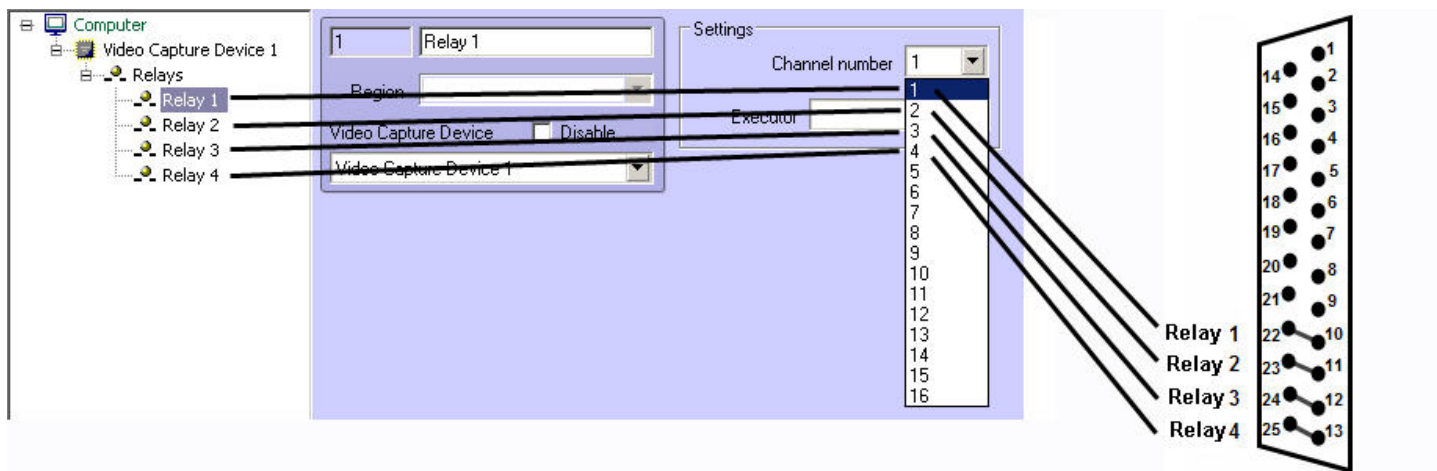 Computer
Video Capture Device 1
Relays
Relay 1
Relay 2
Relay 3
Relay 4
1 Relay 1
Region
Video Capture Device Disable
Video Capture Device 1
Settings
Channel number 1
Executor
1
2
3
4
5
6
7
8
9
10
11
12
13
14
15
16
Relay 1
Relay 2
Relay 3
Relay 4
1
14
2
15
3
16
4
17
5
18
6
19
7
20
8
21
9
22 10
23 11
24 12
25 13